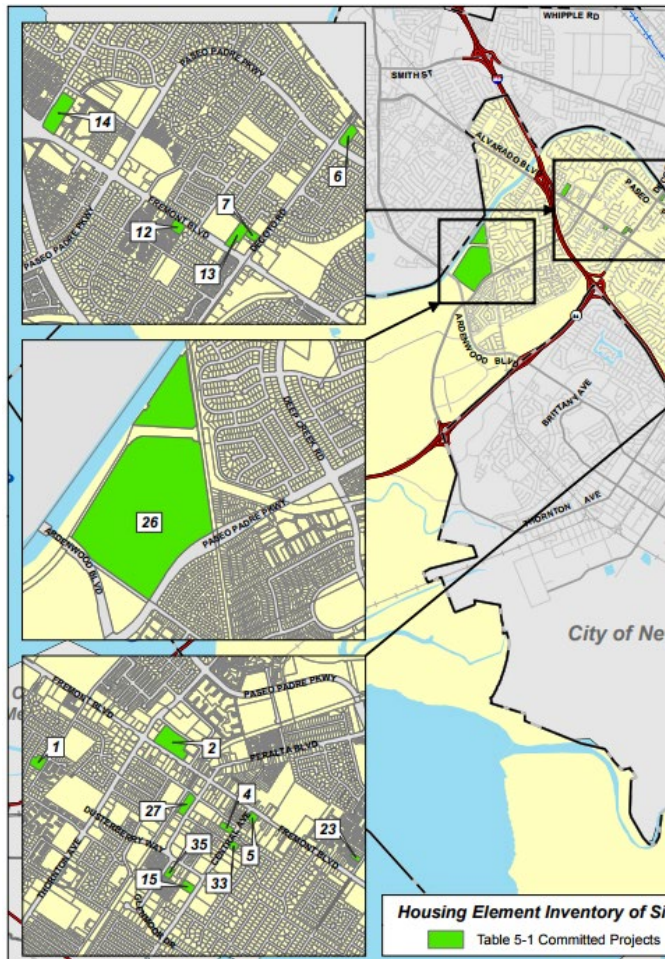 WHIPPLE RD
SMITH ST
ALVARADO BLVD
PASEO
ARDENWOOD BLVD
BRITTANY AVE
THORNTON AVE
City of Ne
PASEO PADRE PKWY
14
6
7
FREMONT BLVD
12
13
PASEO PADRE PKWY
DEEP CREEK RD
26
PASEO PADRE PKWY
ARDENWOOD BLVD
FREMONT BLVD
PASEO PADRE PKWY
1
2
PERALTA BLVD
27
4
DUSTERBERRY WAY
CENTRAL AVE
35
5
FREMONT BLVD
23
THORNTON AVE
15
33
GLENMOOR DR
Housing Element Inventory of Si
Table 5-1 Committed Projects